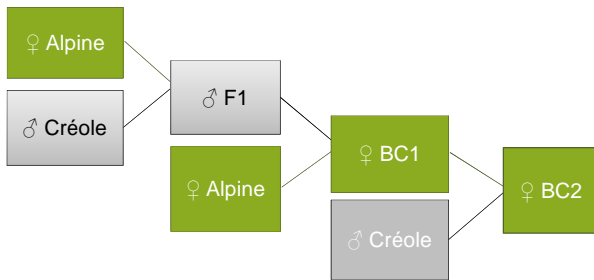 ♀ Alpine
♂ Créole
♂ F1
♀ Alpine
♀ BC1
♂ Créole
♀ BC2